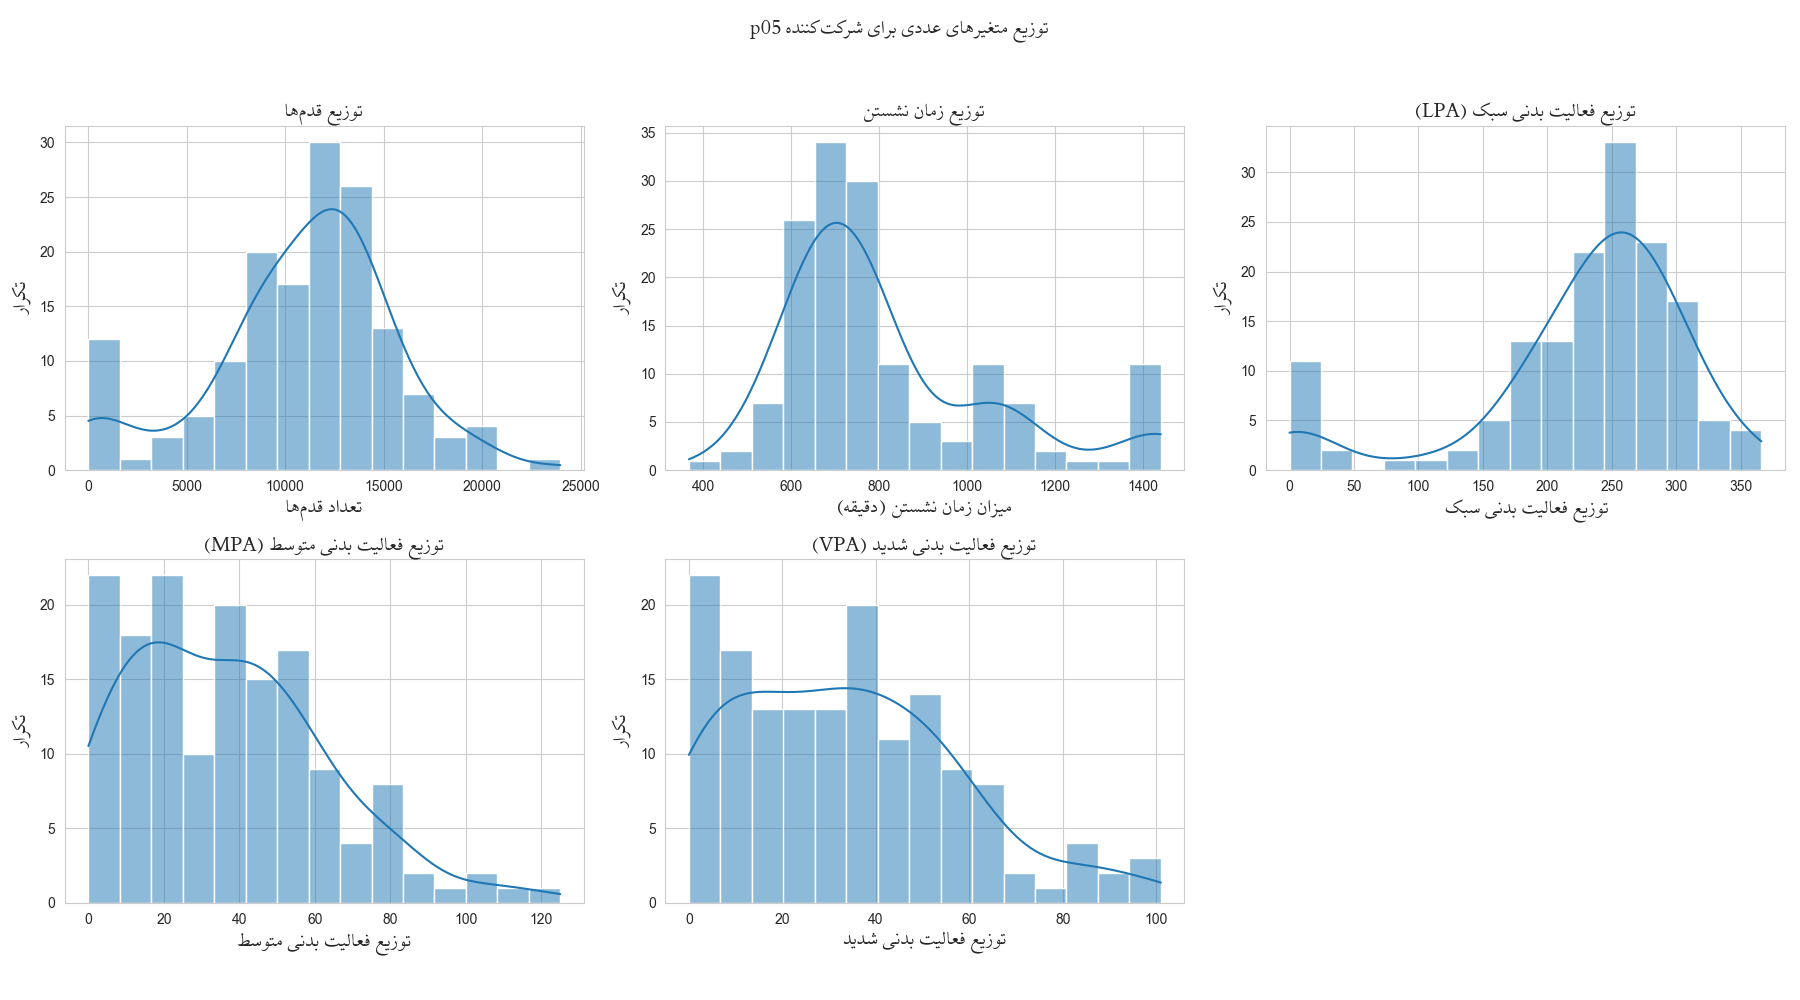 توزیع متغیرهای عددی برای شرکت‌کننده p05
توزیع قدم‌ها
30
25
20
15
10
5
0
تکرار
0 5000 10000 15000 20000 25000
تعداد قدم‌ها
توزیع زمان نشستن
35
30
25
20
15
10
5
0
تکرار
400 600 800 1000 1200 1400
میزان زمان نشستن (دقیقه)
توزیع فعالیت بدنی سبک (LPA)
30
25
20
15
10
5
0
تکرار
0 50 100 150 200 250 300 350
توزیع فعالیت بدنی سبک
توزیع فعالیت بدنی متوسط (MPA)
20
15
10
5
0
تکرار
0 20 40 60 80 100 120
توزیع فعالیت بدنی متوسط
توزیع فعالیت بدنی شدید (VPA)
20
15
10
5
0
تکرار
0 20 40 60 80 100
توزیع فعالیت بدنی شدید